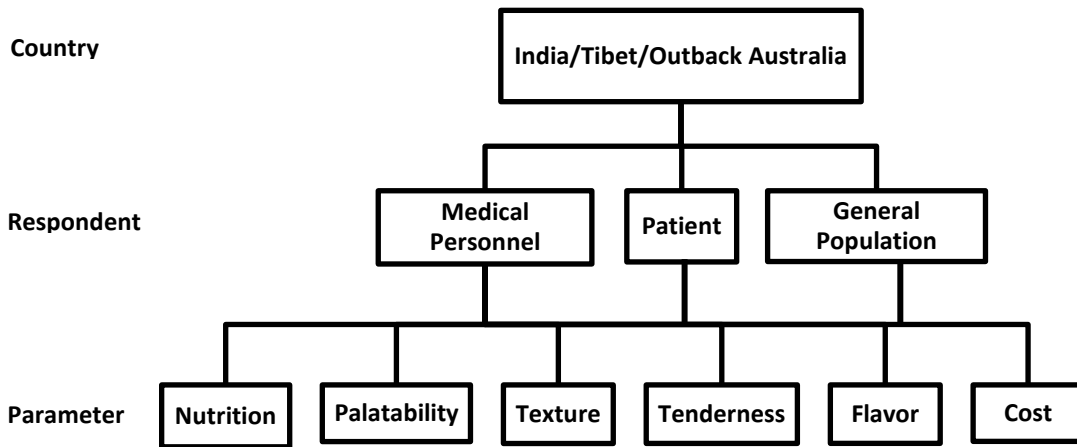 Country
India/Tibet/Outback Australia
Respondent
Medical
Personnel
Patient
General
Population
Parameter
Nutrition
Palatability
Texture
Tenderness
Flavor
Cost